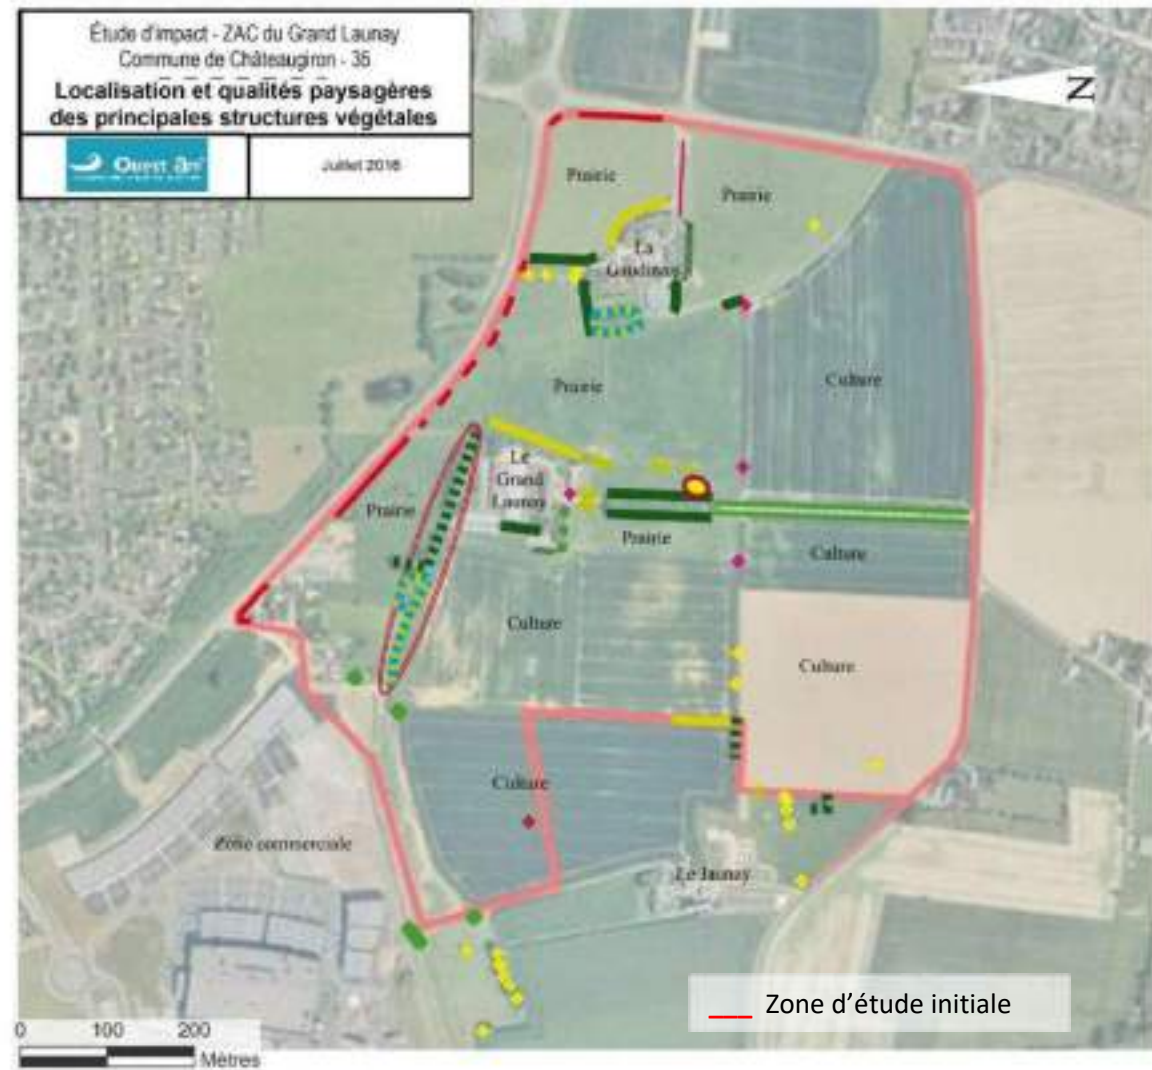 Étude d'impact - ZAC du Grand Launay
Commune de Châteaugiron - 35
Localisation et qualités paysagères
des principales structures végétales
Ouest am'
Juillet 2016
N
Prairie
Prairie
La
Gaudinais
Culture
Prairie
Le
Grand
Launay
Prairie
Prairie
Culture
Culture
Culture
Culture
Zone commerciale
Le Launay
Zone d'étude initiale
0 100 200
Mètres